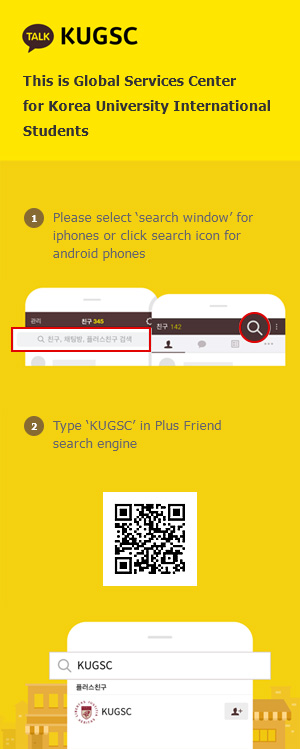 TALK KUGSC
This is Global Services Center
for Korea University International
Students
1 Please select ‘search window’ for
iphones or click search icon for
android phones
관리 친구 345
친구, 채팅방, 플러스친구 검색
친구 142
2 Type ‘KUGSC’ in Plus Friend
search engine
KUGSC
플러스친구
KUGSC